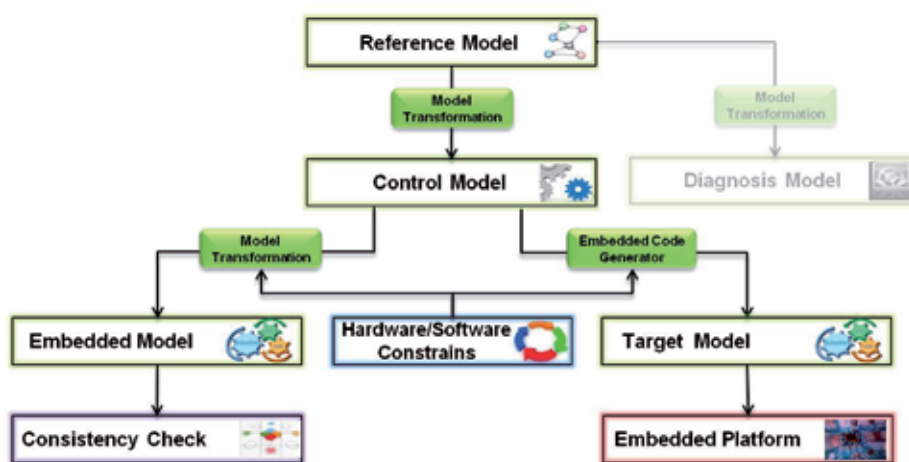 Reference Model
Model
Transformation
Model
Transformation
Control Model
Diagnosis Model
Model
Transformation
Embedded Code
Generator
Embedded Model
Hardware/Software
Constrains
Target Model
Consistency Check
Embedded Platform